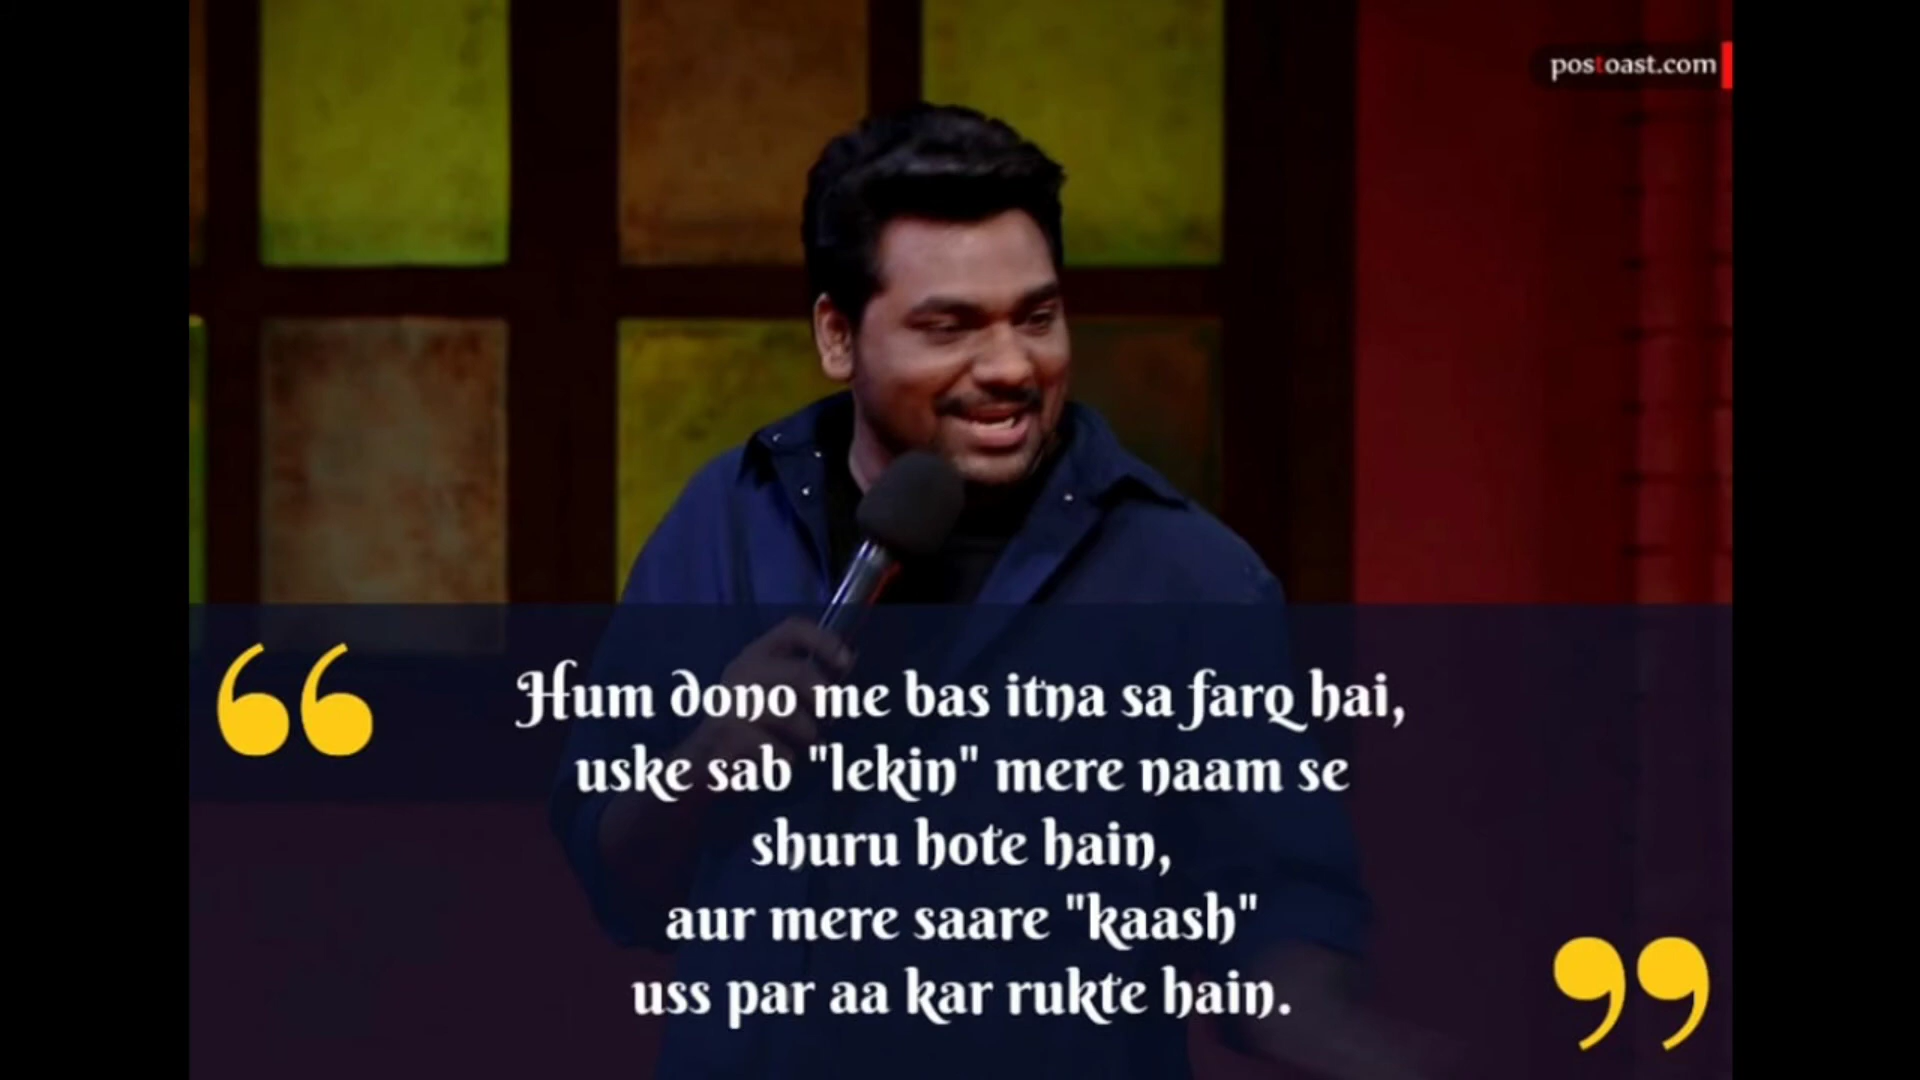 postoast.com
Hum dono me bas itna sa farq hai,
uske sab "lekin" mere naam se
shuru hote hain,
aur mere saare "kaash"
uss par aa kar rukte hain.